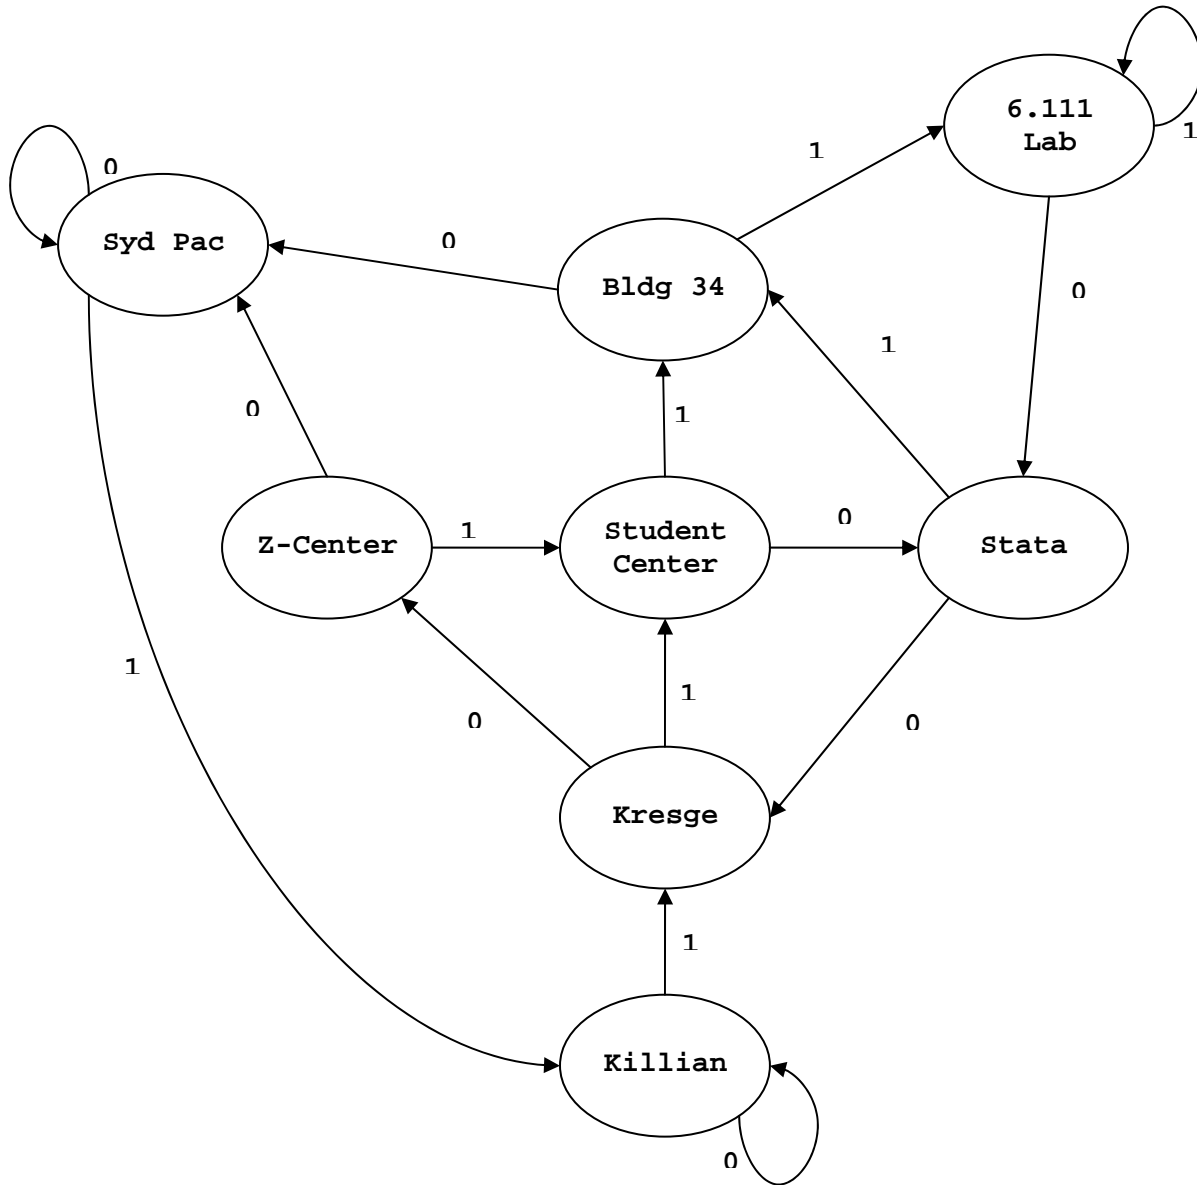 6.111
Lab
1
1
0
Syd Pac
0
Bldg 34
0
1
0
1
Z-Center
1
Student
Center
0
Stata
1
0
1
0
Kresge
1
Killian
0